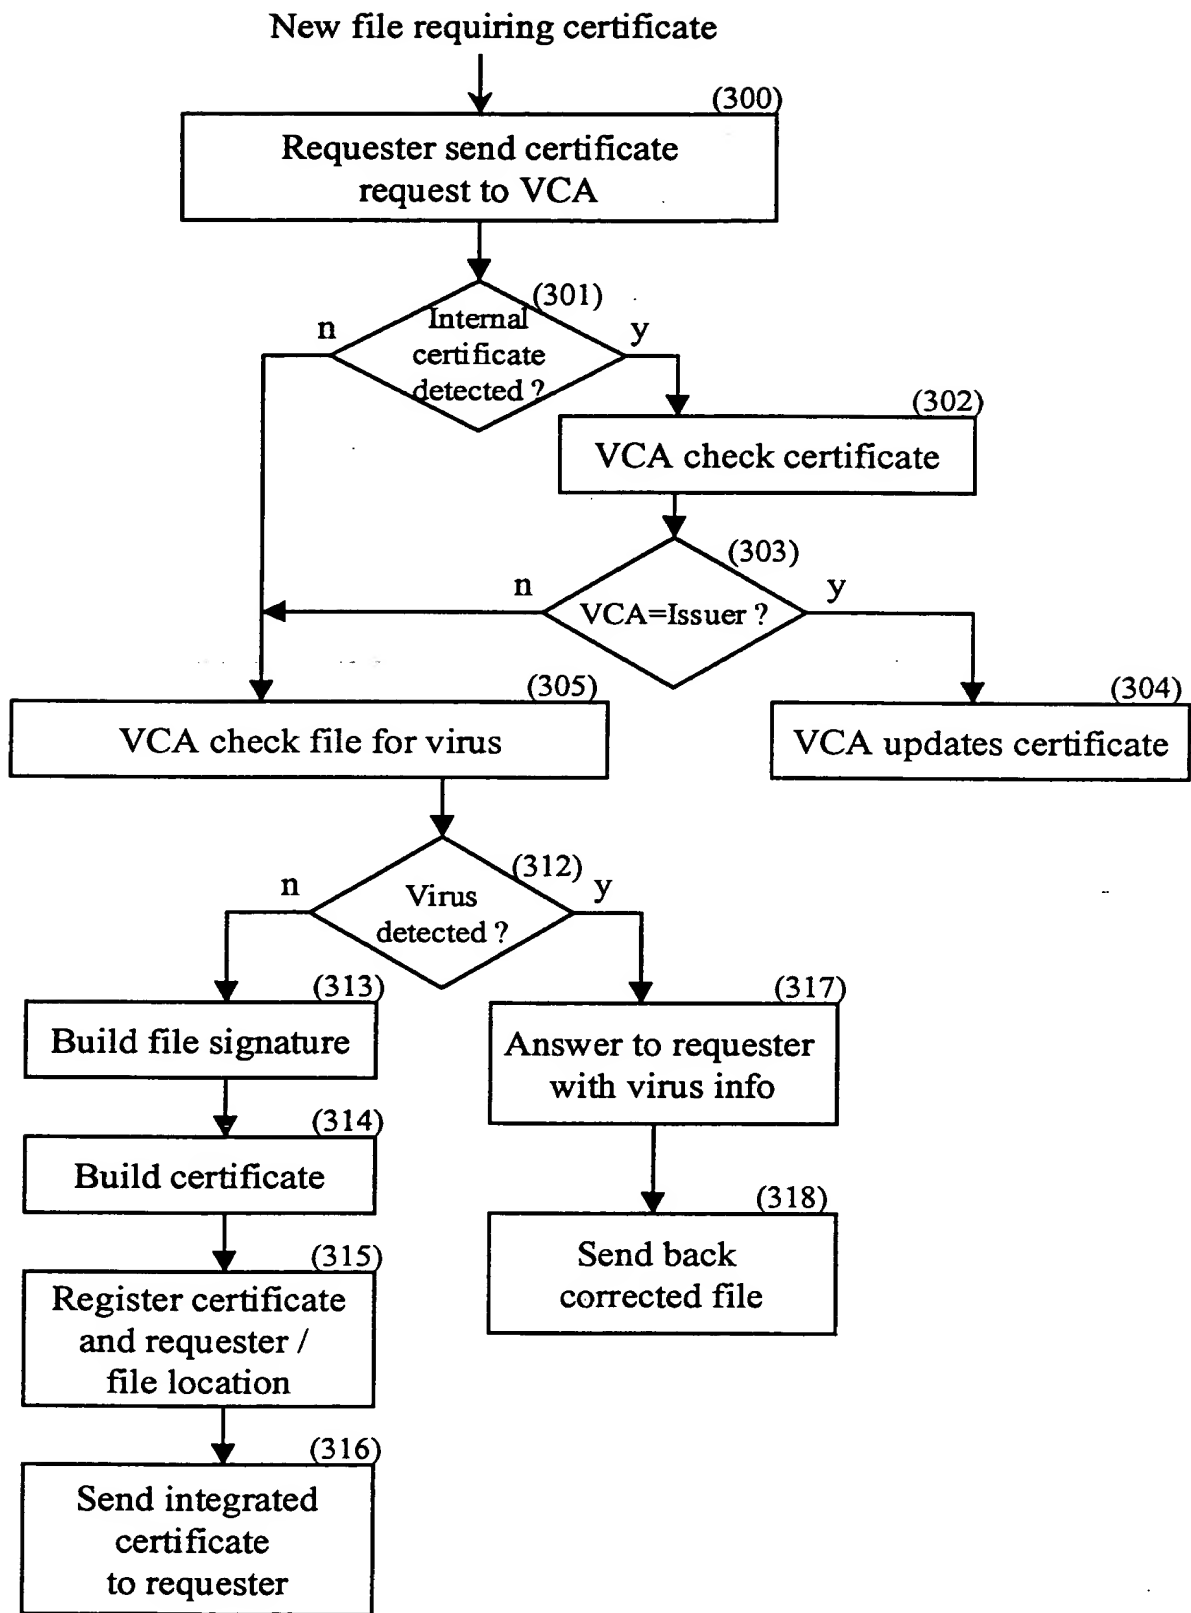 New file requiring certificate
(300)
Requester send certificate
request to VCA
(301)
n
Internal
y
certificate
detected ?
(302)
VCA check certificate
(303)
n
VCA=Issuer ?
y
(305)
VCA check file for virus
(304)
VCA updates certificate
(312)
n
Virus
y
detected ?
(313)
Build file signature
(317)
Answer to requester
with virus info
(314)
Build certificate
(318)
Send back
corrected file
(315)
Register certificate
and requester /
file location
(316)
Send integrated
certificate
to requester